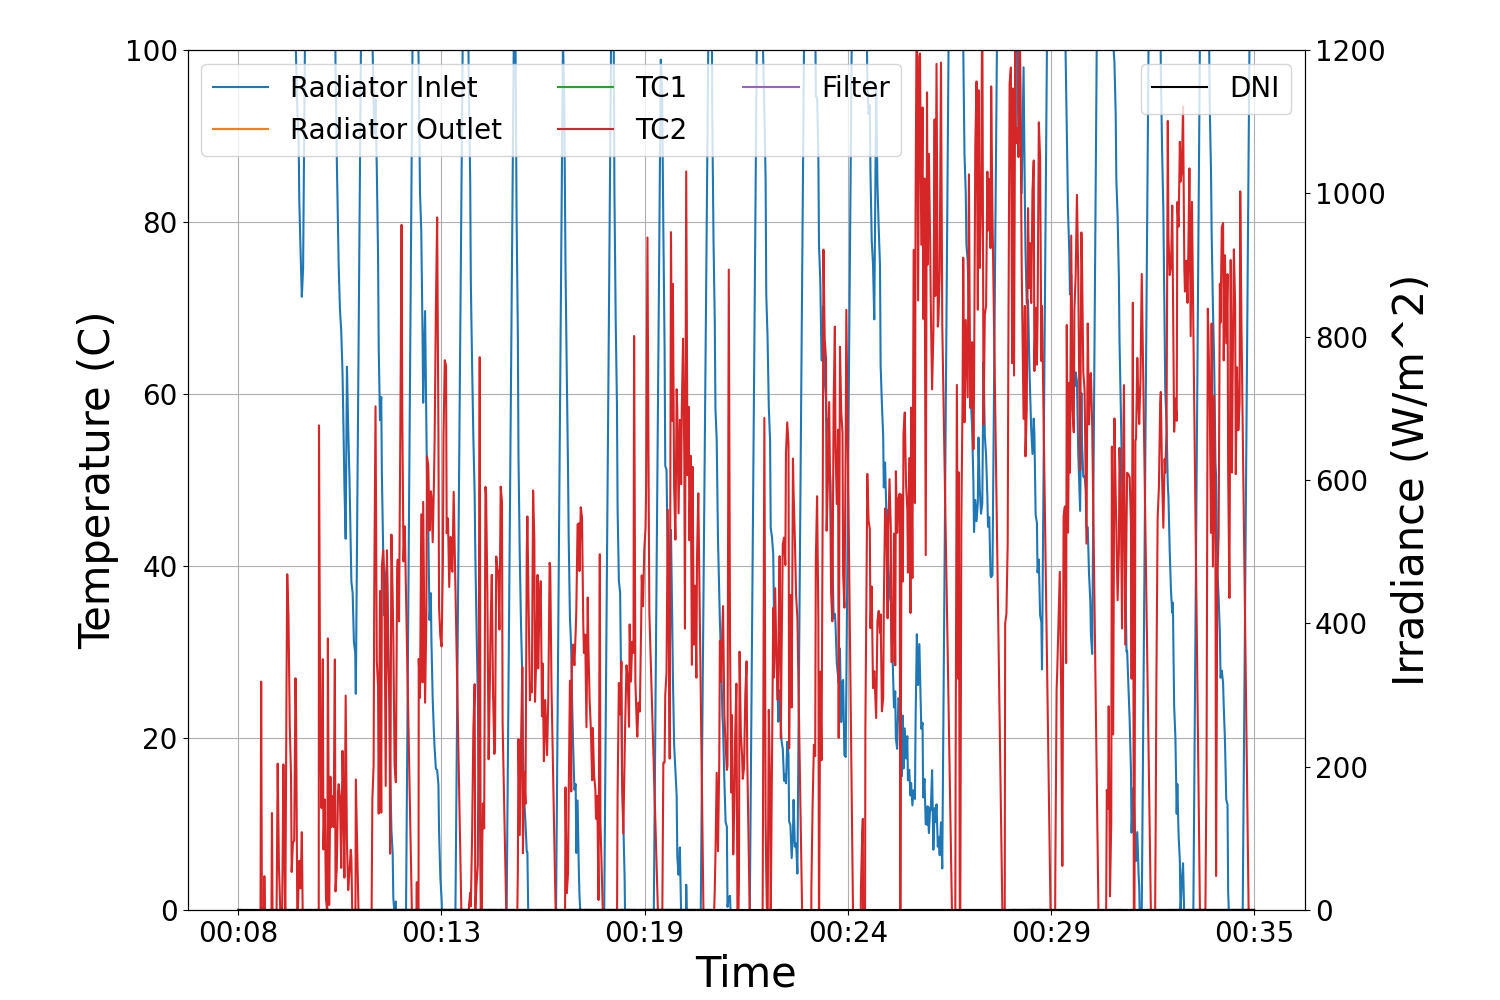 Radiator Inlet
Radiator Outlet
TC1
TC2
Filter
DNI
Temperature (C)
100
80
60
40
20
0
Irradiance (W/m^2)
1200
1000
800
600
400
200
0
00:08 00:13 00:19 00:24 00:29 00:35
Time